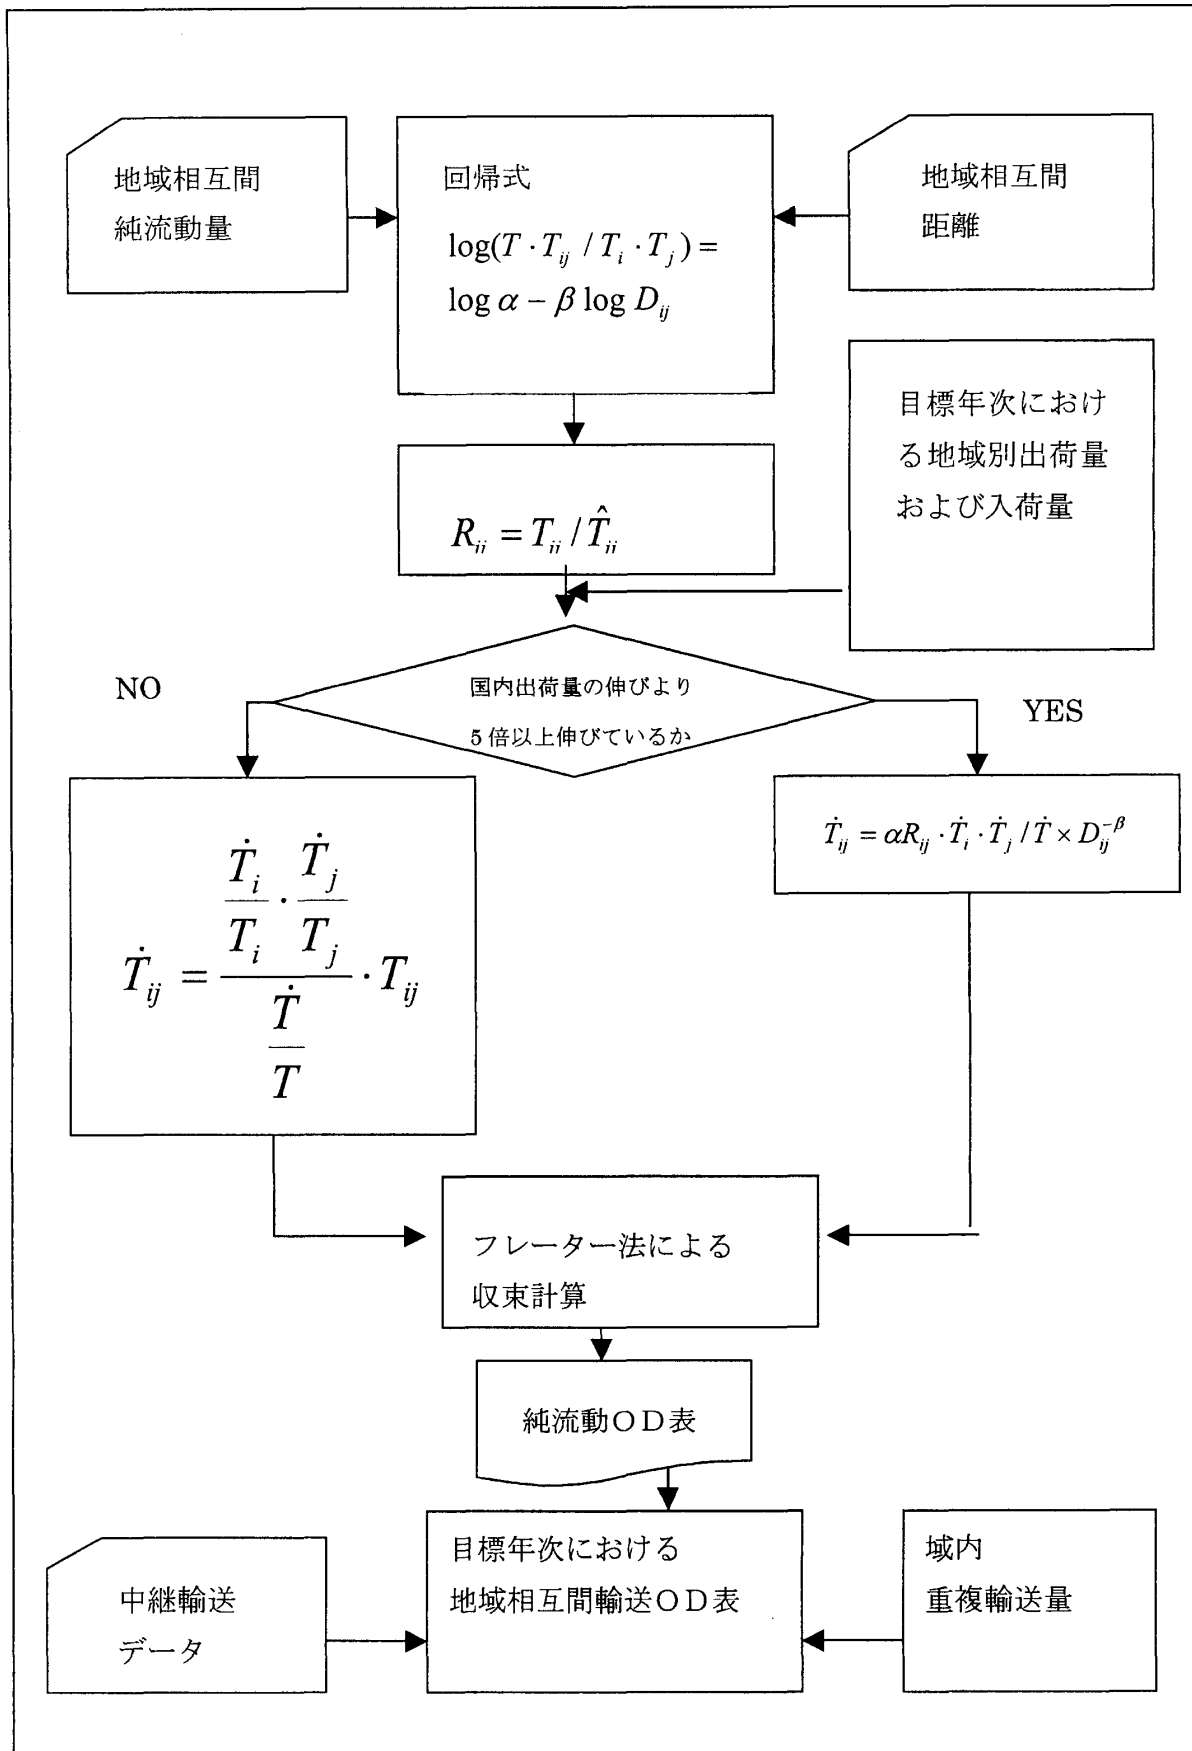 地域相互間
純流動量
回帰式
log(T · T_ij / T_i · T_j) =
log α − β log D_ij
地域相互間
距離
目標年次におけ
る地域別出荷量
および入荷量
R_ij = T_ij / T̂_ij
NO
国内出荷量の伸びより
5倍以上伸びているか
YES
Ṫ_ij = ((Ṫ_i / T_i) · (Ṫ_j / T_j)) / (Ṫ / T) · T_ij
Ṫ_ij = αR_ij · Ṫ_i · Ṫ_j / Ṫ × D_ij^−β
フレーター法による
収束計算
純流動OD表
中継輸送
データ
目標年次における
地域相互間輸送OD表
域内
重複輸送量